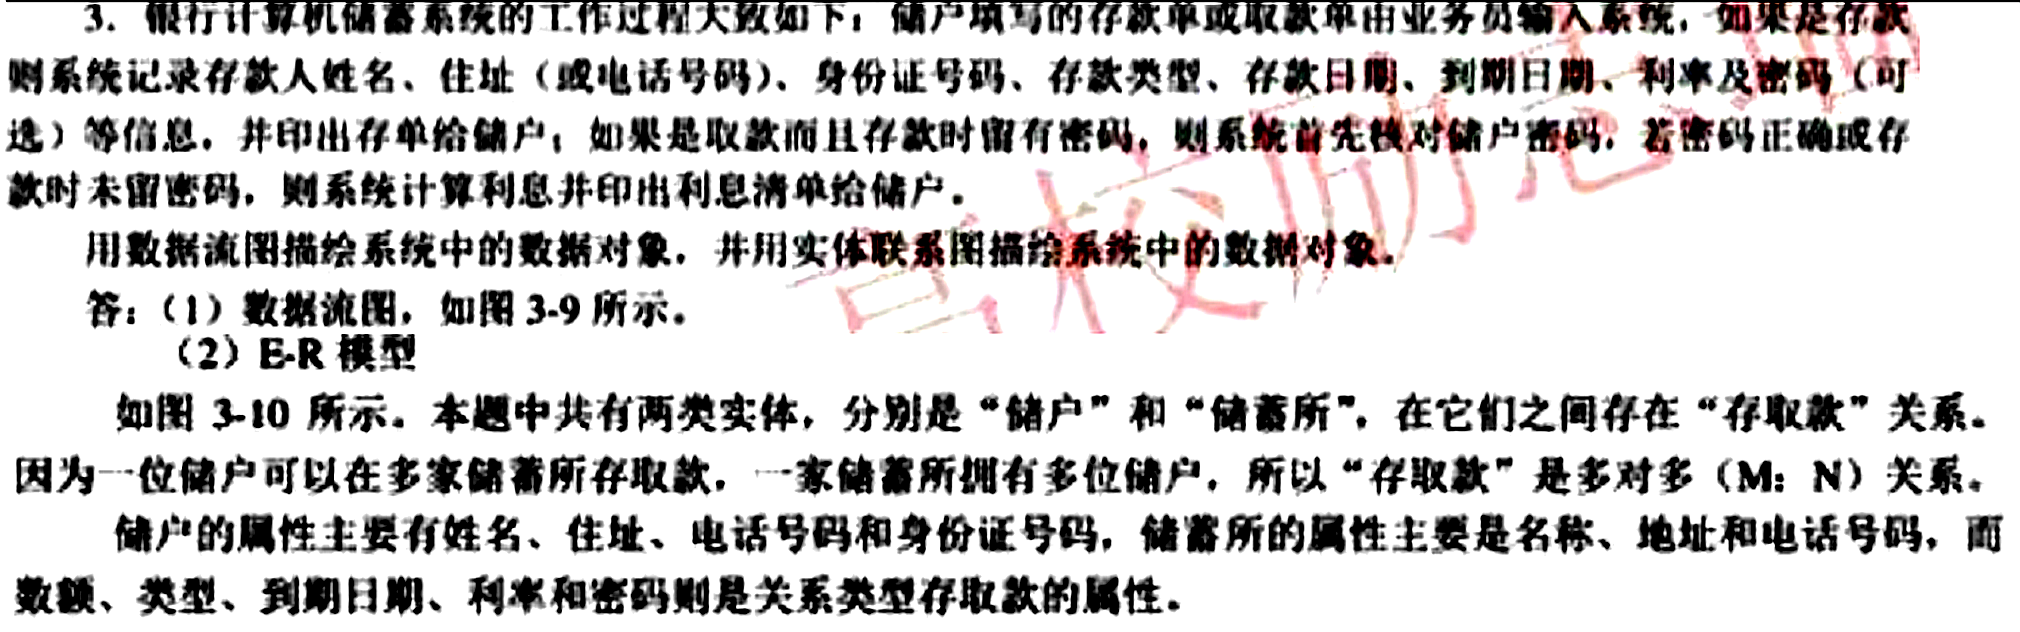 3. 银行计算机储蓄系统的工作过程大致如下：储户填写的存款单或取款单由业务员输入系统，如果是存款
则系统记录存款人姓名、住址（或电话号码）、身份证号码、存款类型、存款日期、到期日期、利率及密码（可
选）等信息，并印出存单给储户；如果是取款而且存款时留有密码，则系统首先核对储户密码，若密码正确或存
款时未留密码，则系统计算利息并印出利息清单给储户。
用数据流图描绘系统中的数据对象，并用实体联系图描绘系统中的数据对象。
答：（1）数据流图，如图 3-9 所示。
（2）E-R 模型
如图 3-10 所示。本题中共有两类实体，分别是“储户”和“储蓄所”，在它们之间存在“存取款”关系。
因为一位储户可以在多家储蓄所存取款，一家储蓄所拥有多位储户，所以“存取款”是多对多（M：N）关系。
储户的属性主要有姓名、住址、电话号码和身份证号码，储蓄所的属性主要是名称、地址和电话号码，而
数额、类型、到期日期、利率和密码则是关系类型存取款的属性。